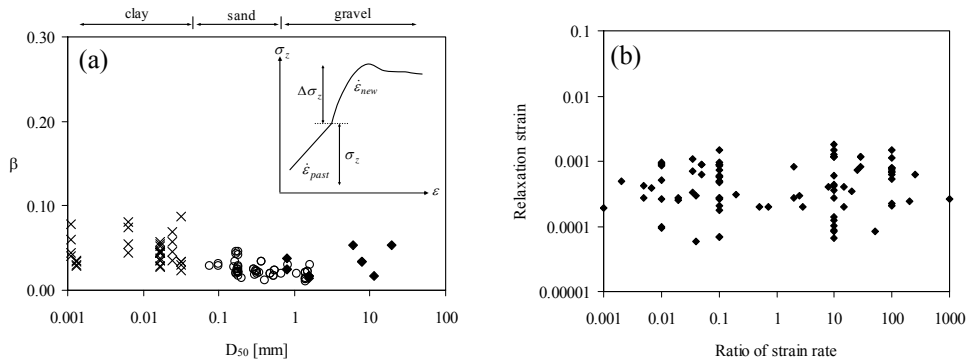 clay sand gravel
0.30
0.20
0.10
0.00
β
(a)
σz
Δσz
ε̇new
σz
ε̇past
ε
0.001 0.01 0.1 1 10 100
D50 [mm]
0.1
0.01
0.001
0.0001
0.00001
Relaxation strain
(b)
0.001 0.01 0.1 1 10 100 1000
Ratio of strain rate